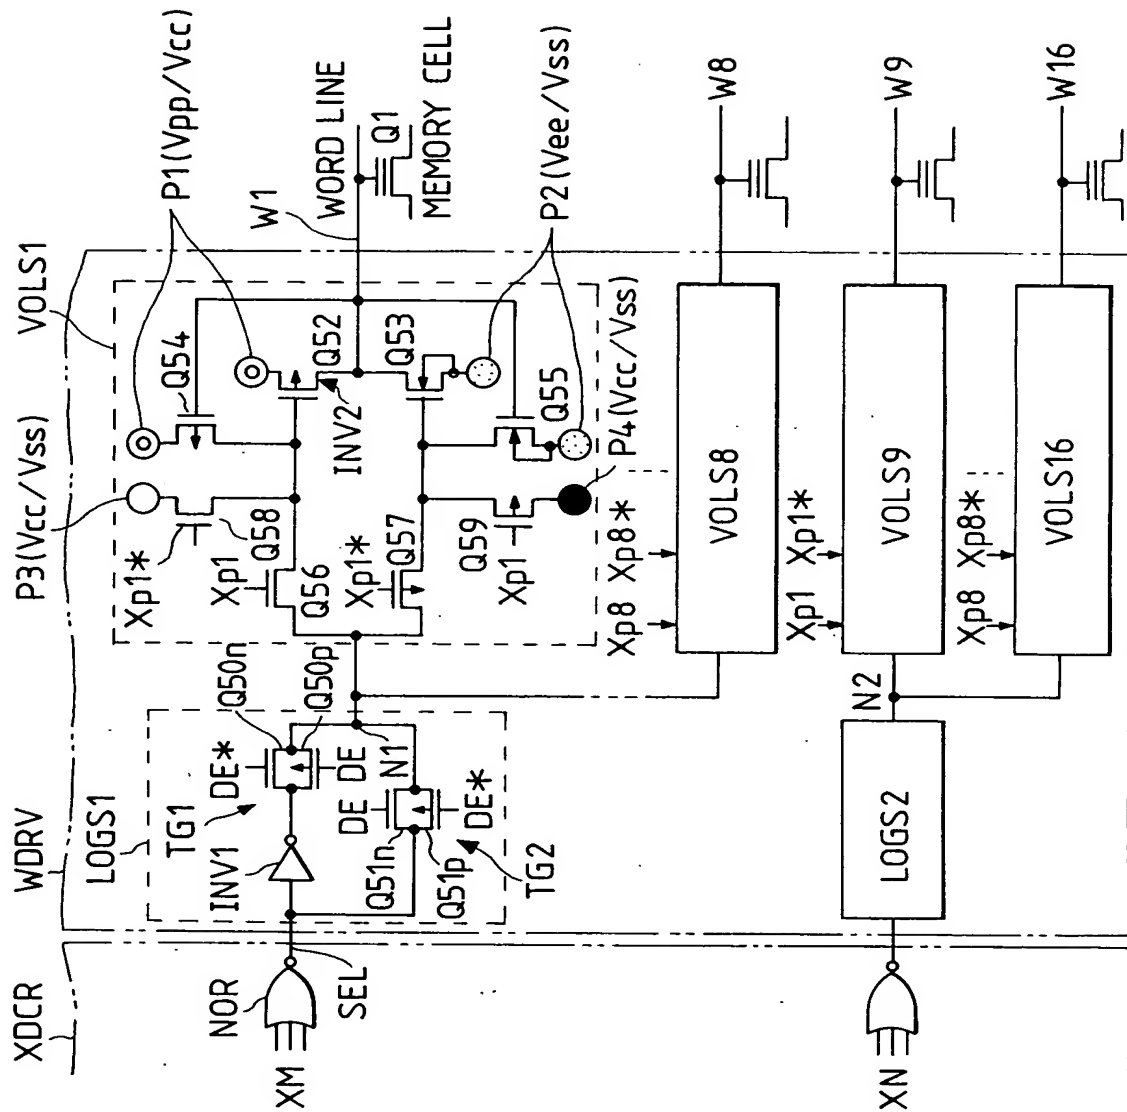 XDCR
WDRV
LOGS1
P3(Vcc/Vss)
VOLS1
P1(Vpp/Vcc)
Xp1*
Q58
Q54
W1
WORD LINE
Q1
MEMORY CELL
TG1
DE*
Q50n
Q50p
DE
N1
Xp1
Q56
INV2
Q52
NOR
INV1
SEL
XM
DE
Q51n
Q51p
DE*
TG2
Xp1*
Q57
Q53
Q59
Xp1
Q55
P2(Vee/Vss)
P4(Vcc/Vss)
Xp8
Xp8*
VOLS8
W8
XN
LOGS2
N2
Xp1
Xp1*
VOLS9
W9
Xp8
Xp8*
VOLS16
W16